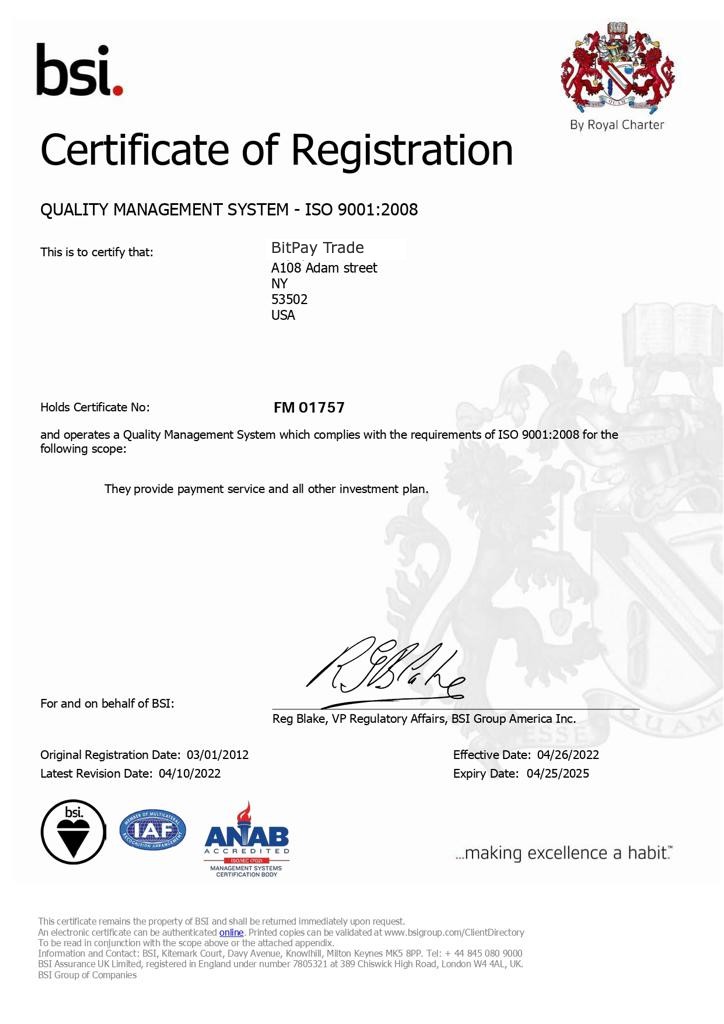 bsi.
By Royal Charter
Certificate of Registration
QUALITY MANAGEMENT SYSTEM - ISO 9001:2008
This is to certify that:
BitPay Trade
A108 Adam street
NY
53502
USA
Holds Certificate No:
FM 01757
and operates a Quality Management System which complies with the requirements of ISO 9001:2008 for the
following scope:
They provide payment service and all other investment plan.
R G Blake
For and on behalf of BSI:
Reg Blake, VP Regulatory Affairs, BSI Group America Inc.
ESSE
QUAM
Original Registration Date: 03/01/2012
Effective Date: 04/26/2022
Latest Revision Date: 04/10/2022
Expiry Date: 04/25/2025
bsi.
MEMBER OF MULTILATERAL
IAF
RECOGNITION ARRANGEMENT
ANAB
ACCREDITED
ISO/IEC 17021
MANAGEMENT SYSTEMS
CERTIFICATION BODY
...making excellence a habit.™
This certificate remains the property of BSI and shall be returned immediately upon request.
An electronic certificate can be authenticated online. Printed copies can be validated at www.bsigroup.com/ClientDirectory
To be read in conjunction with the scope above or the attached appendix.
Information and Contact: BSI, Kitemark Court, Davy Avenue, Knowlhill, Milton Keynes MK5 8PP. Tel: + 44 845 080 9000
BSI Assurance UK Limited, registered in England under number 7805321 at 389 Chiswick High Road, London W4 4AL, UK.
BSI Group of Companies